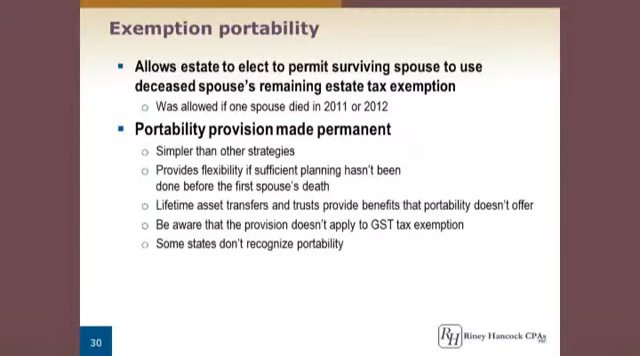 Exemption portability
Allows estate to elect to permit surviving spouse to use
deceased spouse's remaining estate tax exemption
Was allowed if one spouse died in 2011 or 2012
Portability provision made permanent
Simpler than other strategies
Provides flexibility if sufficient planning hasn't been
done before the first spouse's death
Lifetime asset transfers and trusts provide benefits that portability doesn't offer
Be aware that the provision doesn't apply to GST tax exemption
Some states don't recognize portability
30
RH Riney Hancock CPAs